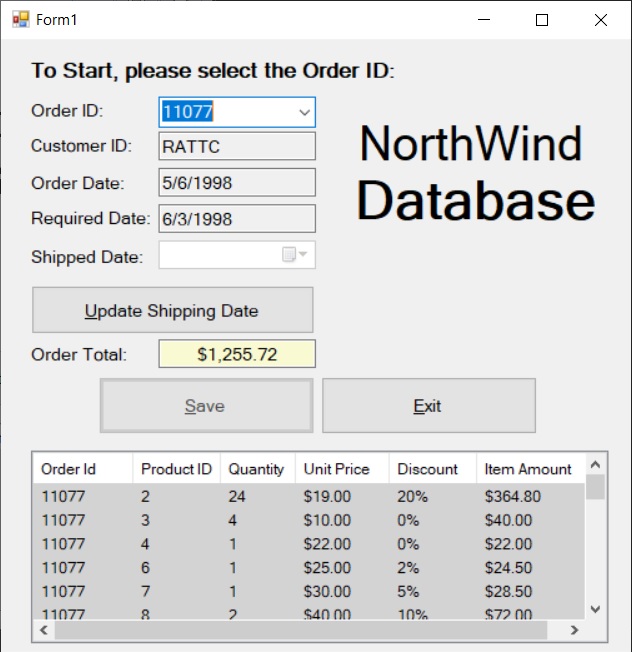 Form1
To Start, please select the Order ID:
Order ID: 11077
Customer ID: RATTC
Order Date: 5/6/1998
Required Date: 6/3/1998
Shipped Date:
NorthWind
Database
Update Shipping Date
Order Total: $1,255.72
Save Exit
Order Id Product ID Quantity Unit Price Discount Item Amount
11077 2 24 $19.00 20% $364.80
11077 3 4 $10.00 0% $40.00
11077 4 1 $22.00 0% $22.00
11077 6 1 $25.00 2% $24.50
11077 7 1 $30.00 5% $28.50
11077 8 2 $40.00 10% $72.00